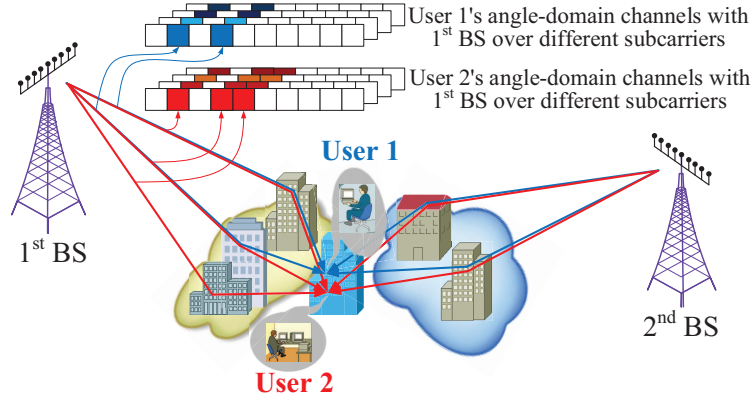 User 1's angle-domain channels with
1st BS over different subcarriers
User 2's angle-domain channels with
1st BS over different subcarriers
User 1
1st BS
2nd BS
User 2